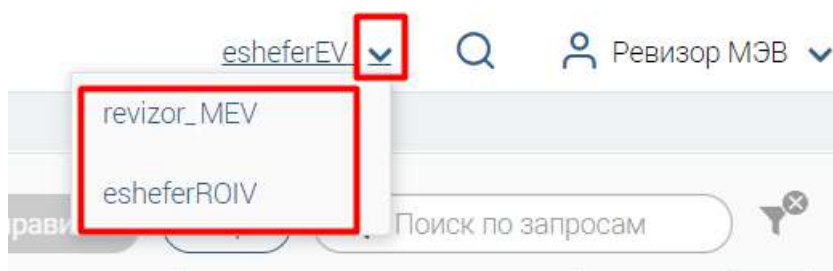 esheferEV Ревизор МЭВ
revizor_MEV
esheferROIV
Поиск по запросам